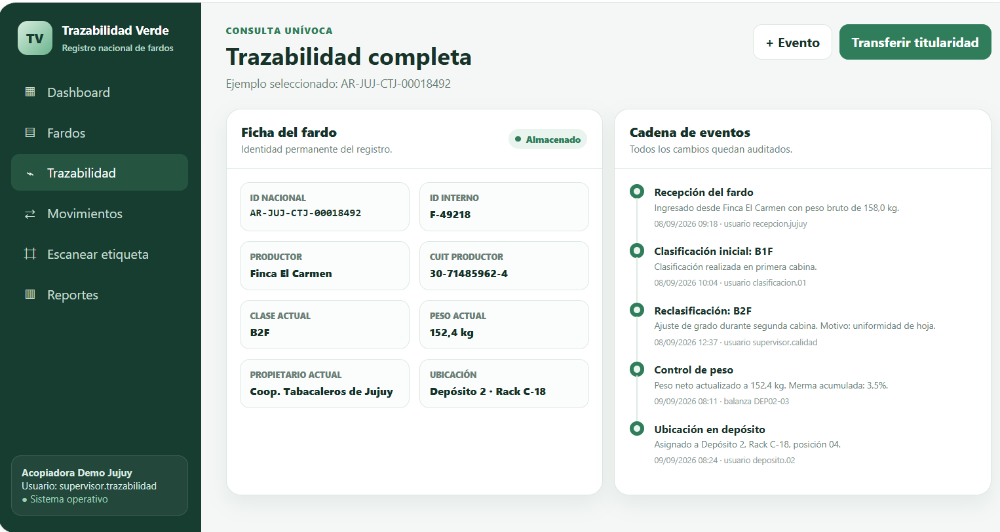 TV
Trazabilidad Verde
Registro nacional de fardos
Dashboard
Fardos
Trazabilidad
Movimientos
Escanear etiqueta
Reportes
Acopiadora Demo Jujuy
Usuario: supervisor.trazabilidad
● Sistema operativo
CONSULTA UNÍVOCA
Trazabilidad completa
Ejemplo seleccionado: AR-JUJ-CTJ-00018492
+ Evento
Transferir titularidad
Ficha del fardo
Identidad permanente del registro.
● Almacenado
ID NACIONAL
AR-JUJ-CTJ-00018492
ID INTERNO
F-49218
PRODUCTOR
Finca El Carmen
CUIT PRODUCTOR
30-71485962-4
CLASE ACTUAL
B2F
PESO ACTUAL
152,4 kg
PROPIETARIO ACTUAL
Coop. Tabacaleros de Jujuy
UBICACIÓN
Depósito 2 · Rack C-18
Cadena de eventos
Todos los cambios quedan auditados.
Recepción del fardo
Ingresado desde Finca El Carmen con peso bruto de 158,0 kg.
08/09/2026 09:18 · usuario recepcion.jujuy
Clasificación inicial: B1F
Clasificación realizada en primera cabina.
08/09/2026 10:04 · usuario clasificacion.01
Reclasificación: B2F
Ajuste de grado durante segunda cabina. Motivo: uniformidad de hoja.
08/09/2026 12:37 · usuario supervisor.calidad
Control de peso
Peso neto actualizado a 152,4 kg. Merma acumulada: 3,5%.
09/09/2026 08:11 · balanza DEP02-03
Ubicación en depósito
Asignado a Depósito 2, Rack C-18, posición 04.
09/09/2026 08:24 · usuario deposito.02